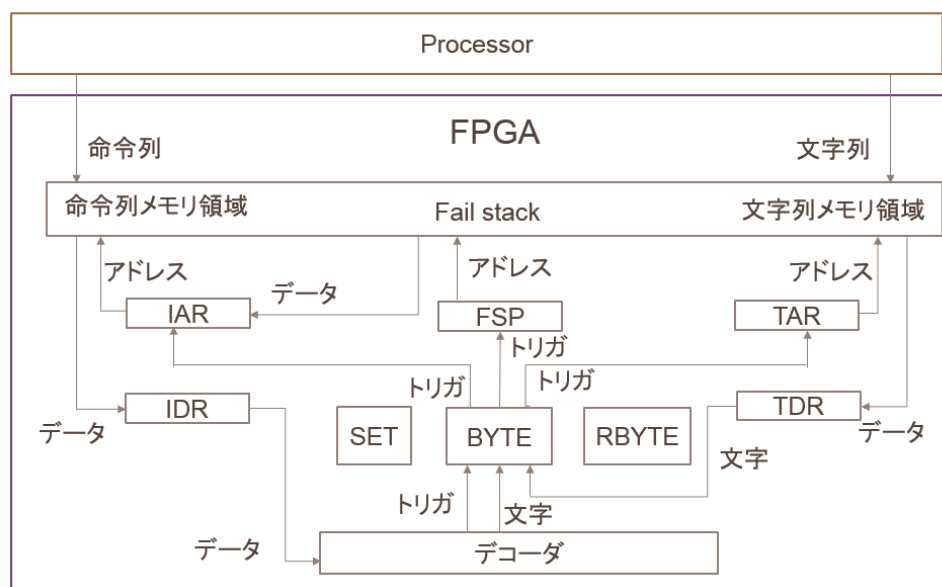 Processor
FPGA
命令列
文字列
命令列メモリ領域
Fail stack
文字列メモリ領域
アドレス
データ
アドレス
アドレス
IAR
FSP
TAR
トリガ
トリガ
トリガ
IDR
TDR
データ
SET
BYTE
RBYTE
データ
文字
トリガ
文字
データ
デコーダ